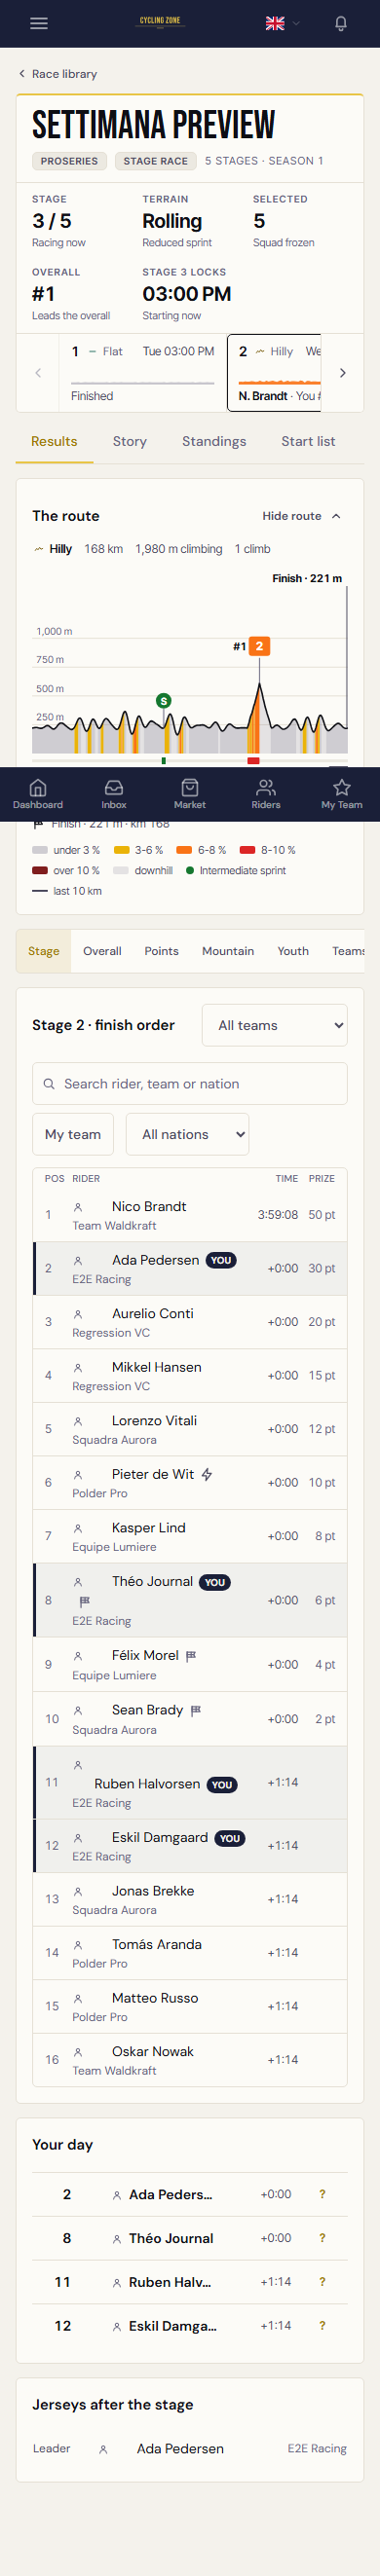 CYCLING ZONE
Race library
SETTIMANA PREVIEW
PROSERIES STAGE RACE 5 STAGES · SEASON 1
STAGE TERRAIN SELECTED
3 / 5 Rolling 5
Racing now Reduced sprint Squad frozen
OVERALL STAGE 3 LOCKS
#1 03:00 PM
Leads the overall Starting now
1 Flat Tue 03:00 PM 2 Hilly We
Finished N. Brandt · You #
Results Story Standings Start list
The route Hide route
Hilly 168 km 1,980 m climbing 1 climb
Finish · 221 m
1,000 m
#1 2
750 m
500 m
S
250 m
Dashboard Inbox Market Riders My Team
Finish · 221 m · km 168
under 3 % 3-6 % 6-8 % 8-10 %
over 10 % downhill Intermediate sprint
last 10 km
Stage Overall Points Mountain Youth Teams
Stage 2 · finish order All teams
Search rider, team or nation
My team All nations
POS RIDER TIME PRIZE
1 Nico Brandt 3:59:08 50 pt
Team Waldkraft
2 Ada Pedersen YOU +0:00 30 pt
E2E Racing
3 Aurelio Conti +0:00 20 pt
Regression VC
4 Mikkel Hansen +0:00 15 pt
Regression VC
5 Lorenzo Vitali +0:00 12 pt
Squadra Aurora
6 Pieter de Wit +0:00 10 pt
Polder Pro
7 Kasper Lind +0:00 8 pt
Equipe Lumiere
8 Théo Journal YOU +0:00 6 pt
E2E Racing
9 Félix Morel +0:00 4 pt
Equipe Lumiere
10 Sean Brady +0:00 2 pt
Squadra Aurora
11 Ruben Halvorsen YOU +1:14
E2E Racing
12 Eskil Damgaard YOU +1:14
E2E Racing
13 Jonas Brekke +1:14
Squadra Aurora
14 Tomás Aranda +1:14
Polder Pro
15 Matteo Russo +1:14
Polder Pro
16 Oskar Nowak +1:14
Team Waldkraft
Your day
2 Ada Peders... +0:00 ?
8 Théo Journal +0:00 ?
11 Ruben Halv... +1:14 ?
12 Eskil Damga... +1:14 ?
Jerseys after the stage
Leader Ada Pedersen E2E Racing